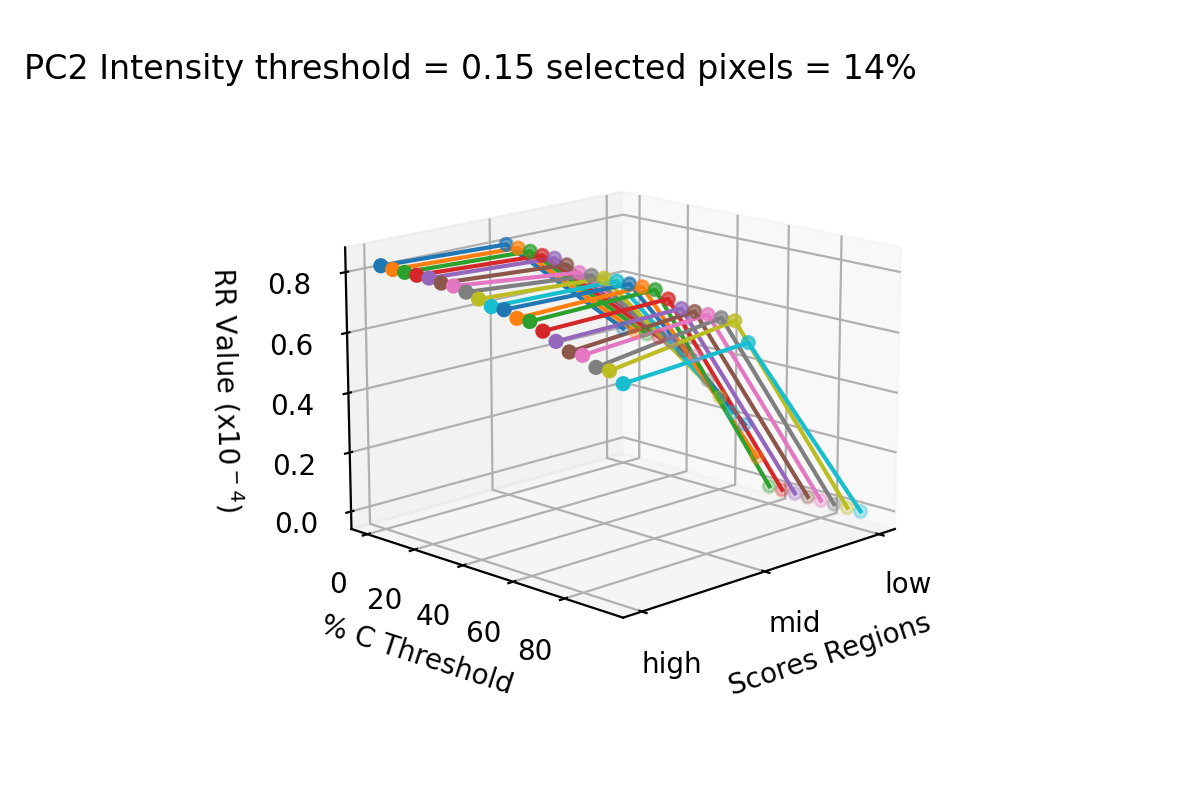 PC2 Intensity threshold = 0.15 selected pixels = 14%
RR Value (x10⁻⁴)
0.8
0.6
0.4
0.2
0.0
0
20
40
60
80
% C Threshold
high
mid
low
Scores Regions